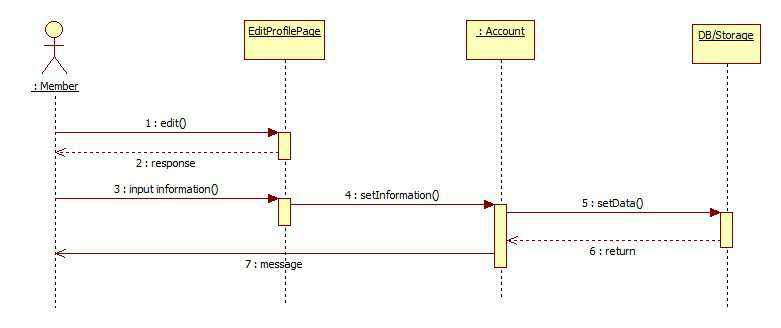 EditProfilePage
: Account
DB/Storage
: Member
1 : edit()
2 : response
3 : input information()
4 : setInformation()
5 : setData()
6 : return
7 : message